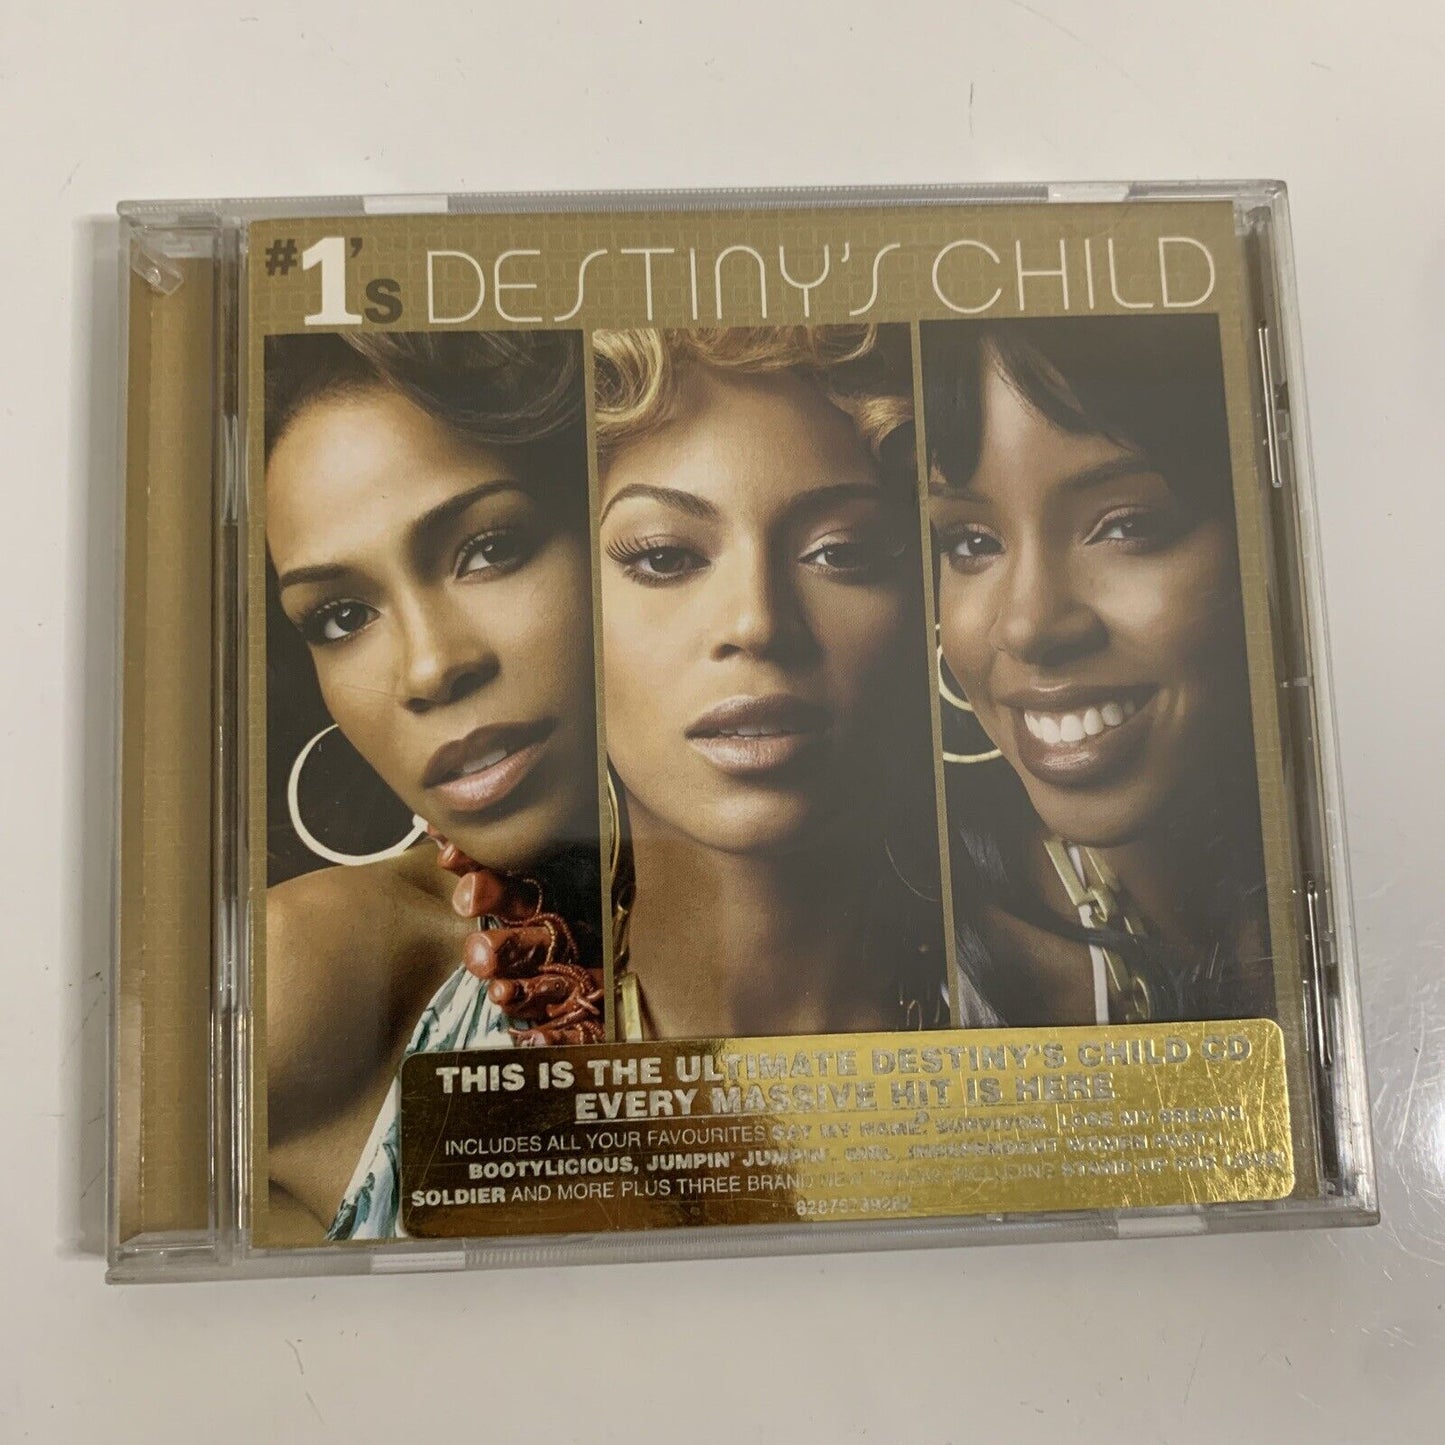 #1's DESTINY'S CHILD
THIS IS THE ULTIMATE DESTINY'S CHILD CD
EVERY MASSIVE HIT IS HERE
INCLUDES ALL YOUR FAVOURITES SAY MY NAME, SURVIVOR, LOSE MY BREATH,
BOOTYLICIOUS, JUMPIN' JUMPIN', GIRL, INDEPENDENT WOMEN PART 1,
SOLDIER AND MORE PLUS THREE BRAND NEW TRACKS INCLUDING STAND UP FOR LOVE